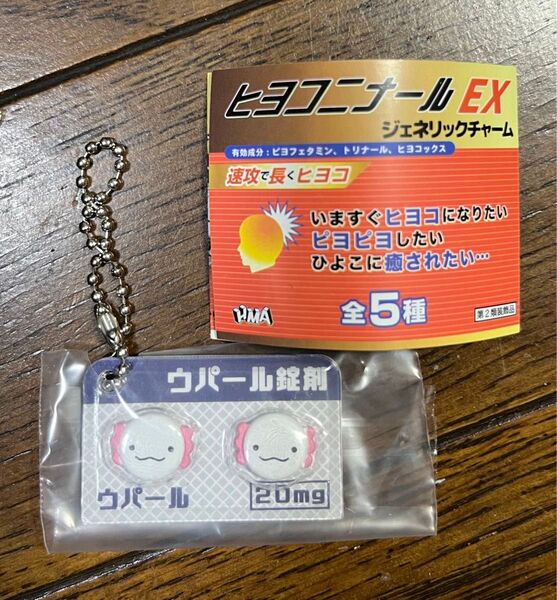 ヒヨコニナール EX
ジェネリックチャーム
有効成分：ピヨフェタミン、トリナール、ヒヨコックス
速攻で長くヒヨコ
いますぐヒヨコになりたい
ピヨピヨしたい
ひよこに癒されたい…
HMA
全5種
第2類装飾品
ウパール錠剤
ウパール
20mg